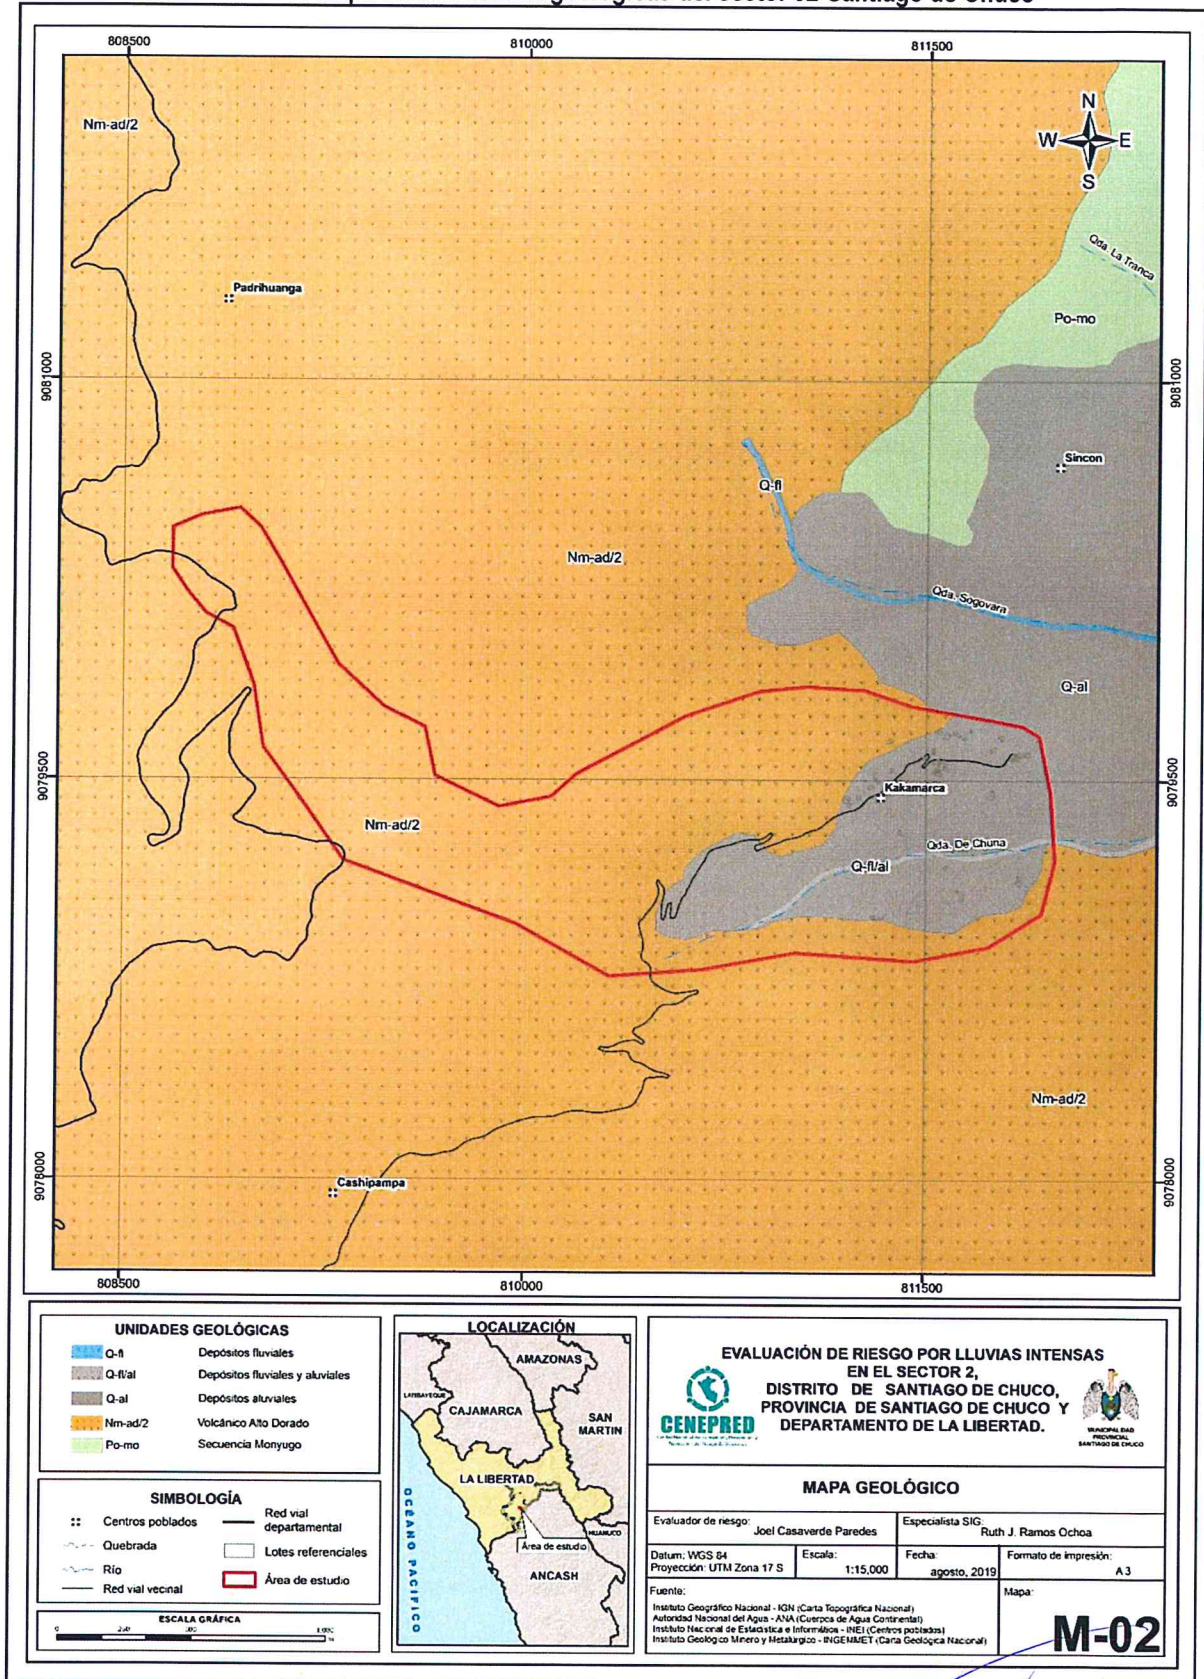 808500
810000
811500
Nm-ad/2
N
W
E
S
Qda. La Tranca
Padrihuanga
Po-mo
9081000
9081000
Sincon
Q-fl
Nm-ad/2
Qda. Sogovara
Q-al
9079500
9079500
Kakamarca
Nm-ad/2
Qda. De Chuna
Q-fl/al
Nm-ad/2
9078000
9078000
Cashipampa
808500
810000
811500
UNIDADES GEOLÓGICAS
Q-fl Depósitos fluviales
Q-fl/al Depósitos fluviales y aluviales
Q-al Depósitos aluviales
Nm-ad/2 Volcánico Alto Dorado
Po-mo Secuencia Monyugo
SIMBOLOGÍA
Centros poblados
Quebrada
Río
Red vial vecinal
Red vial
departamental
Lotes referenciales
Área de estudio
ESCALA GRÁFICA
0
LOCALIZACIÓN
AMAZONAS
LAMBAYEQUE
CAJAMARCA
SAN
MARTIN
LA LIBERTAD
HUANUCO
Área de estudio
ANCASH
OCÉANO PACIFICO
EVALUACIÓN DE RIESGO POR LLUVIAS INTENSAS
EN EL SECTOR 2,
DISTRITO DE SANTIAGO DE CHUCO,
PROVINCIA DE SANTIAGO DE CHUCO Y
DEPARTAMENTO DE LA LIBERTAD.
CENEPRED
MUNICIPALIDAD
PROVINCIAL
SANTIAGO DE CHUCO
MAPA GEOLÓGICO
Evaluador de riesgo:
Joel Casaverde Paredes
Especialista SIG:
Ruth J. Ramos Ochoa
Datum: WGS 84
Proyección: UTM Zona 17 S
Escala:
1:15,000
Fecha:
agosto, 2019
Formato de impresión:
A 3
Fuente:
Instituto Geográfico Nacional - IGN (Carta Topográfica Nacional)
Autoridad Nacional del Agua - ANA (Cuerpos de Agua Continental)
Instituto Nacional de Estadística e Informática - INEI (Centros poblados)
Instituto Geológico Minero y Metalúrgico - INGEMMET (Carta Geológica Nacional)
Mapa:
M-02